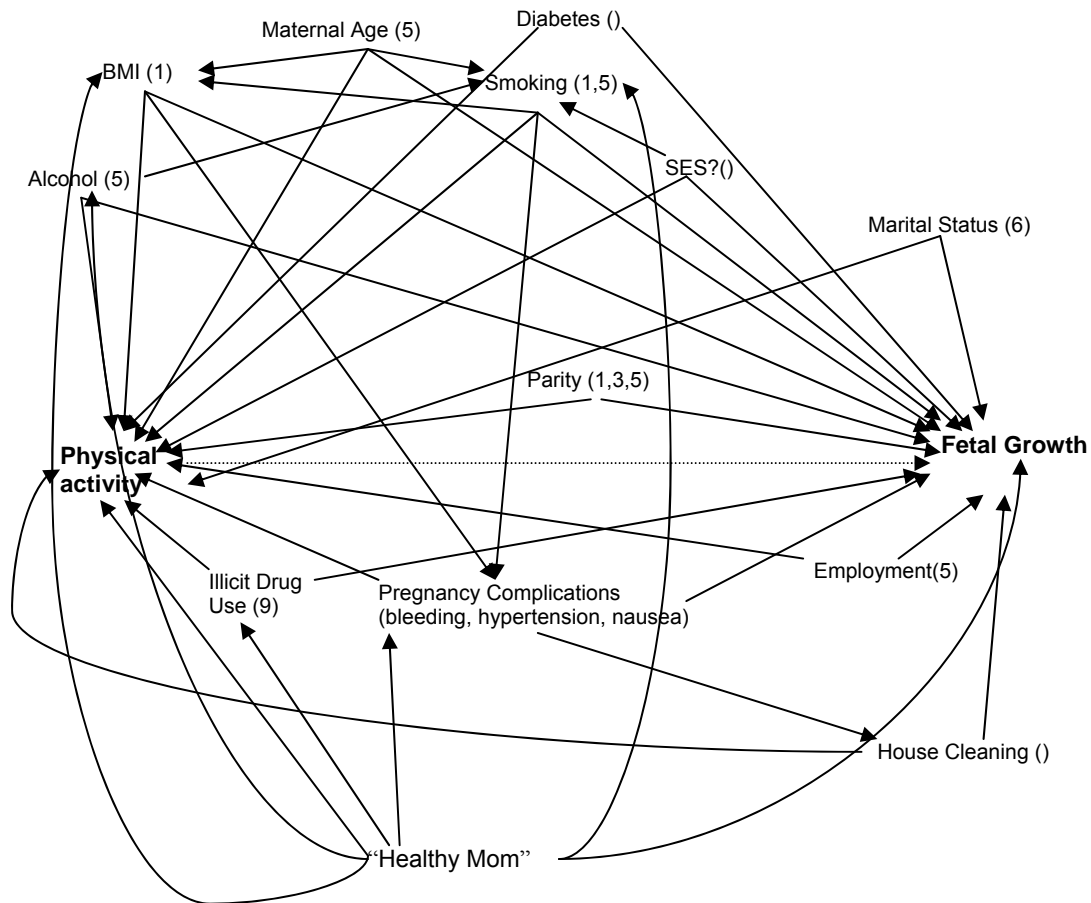 Diabetes ()
Maternal Age (5)
BMI (1)
Smoking (1,5)
SES?()
Alconol (5)
Marital Status (6)
Parity (1,3,5)
Physical
activity
Fetal Growth
Illicit Drug
Use (9)
Pregnancy Complications
(bleeding, hypertension, nausea)
Employment(5)
House Cleaning ()
“Healthy Mom”